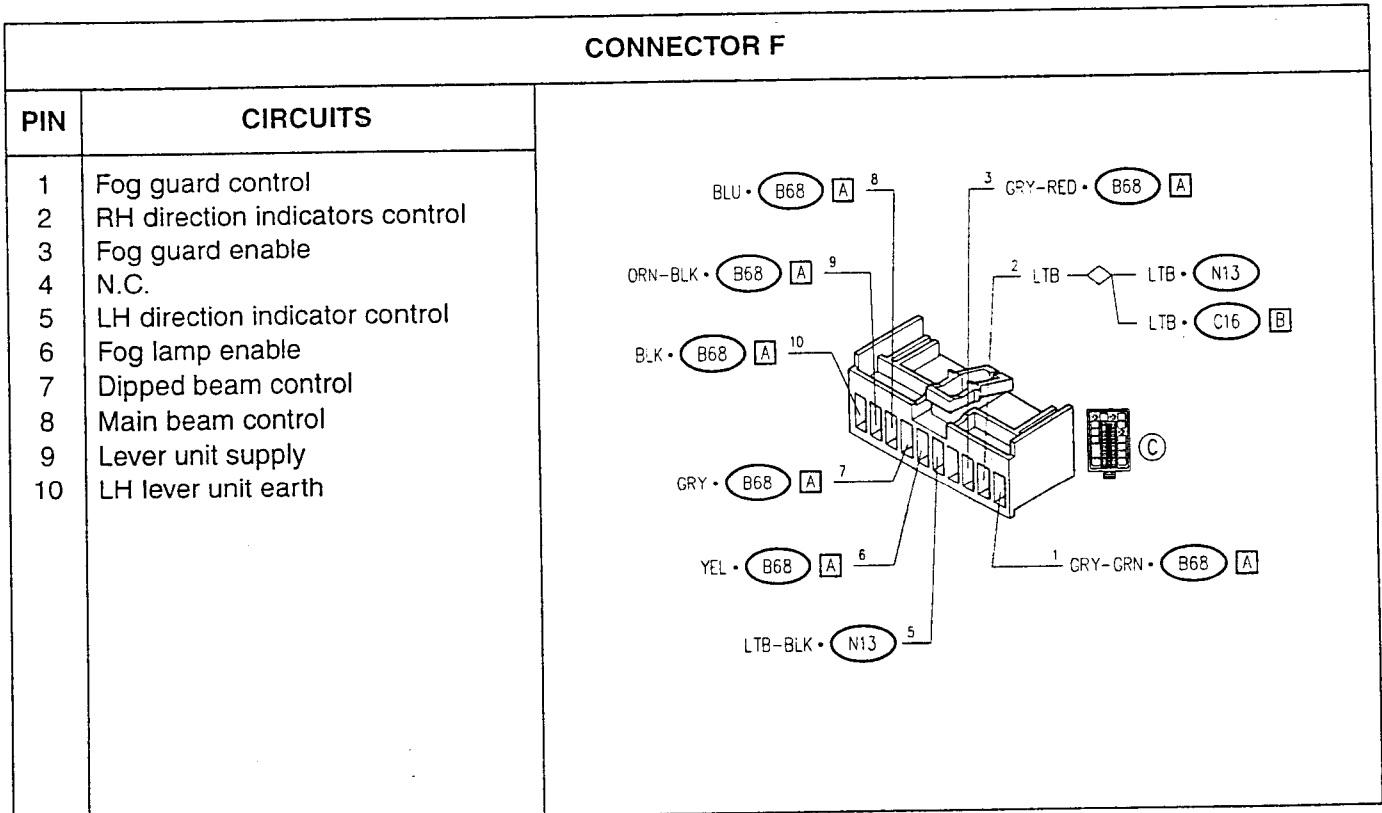 CONNECTOR F
PIN CIRCUITS
1 Fog guard control
2 RH direction indicators control
3 Fog guard enable
4 N.C.
5 LH direction indicator control
6 Fog lamp enable
7 Dipped beam control
8 Main beam control
9 Lever unit supply
10 LH lever unit earth
BLU • B68 A 8
3 GRY-RED • B68 A
ORN-BLK • B68 A 9
2 LTB LTB • N13
LTB • C16 B
BLK • B68 A 10
C
GRY • B68 A 7
YEL • B68 A 6
1 GRY-GRN • B68 A
LTB-BLK • N13 5